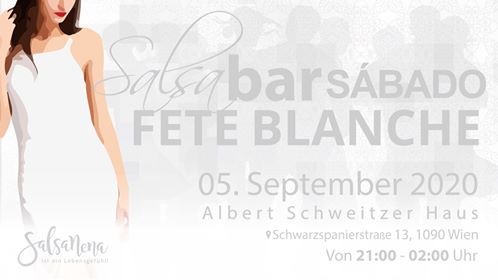 Salsa bar SÁBADO
FETE BLANCHE
05. September 2020
Albert Schweitzer Haus
Schwarzspanierstraße 13, 1090 Wien
Von 21:00 - 02:00 Uhr
SalsaNena
ist ein Lebensgefühl!